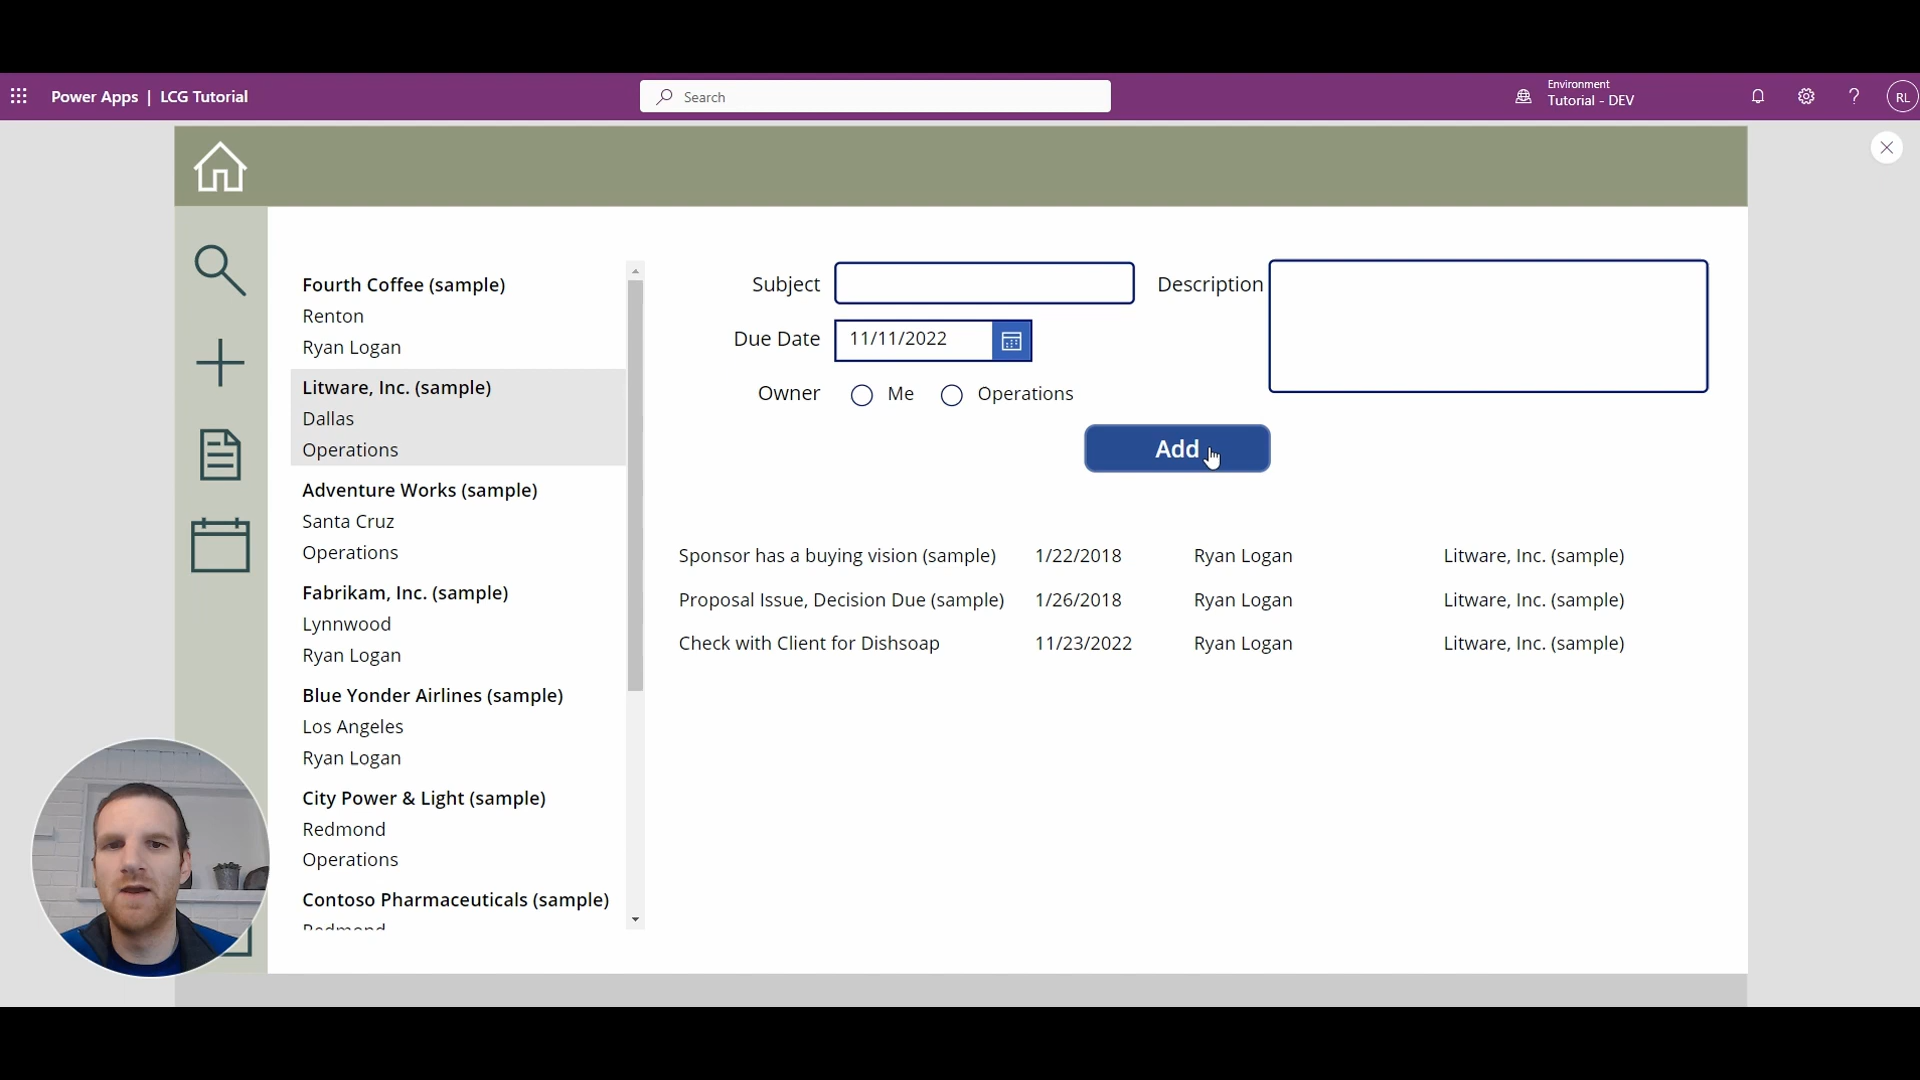 Power Apps | LCG Tutorial
Search
Environment
Tutorial - DEV
RL
Fourth Coffee (sample)
Renton
Ryan Logan
Litware, Inc. (sample)
Dallas
Operations
Adventure Works (sample)
Santa Cruz
Operations
Fabrikam, Inc. (sample)
Lynnwood
Ryan Logan
Blue Yonder Airlines (sample)
Los Angeles
Ryan Logan
City Power & Light (sample)
Redmond
Operations
Contoso Pharmaceuticals (sample)
Redmond
Subject
Description
Due Date 11/11/2022
Owner Me Operations
Add
Sponsor has a buying vision (sample) 1/22/2018 Ryan Logan Litware, Inc. (sample)
Proposal Issue, Decision Due (sample) 1/26/2018 Ryan Logan Litware, Inc. (sample)
Check with Client for Dishsoap 11/23/2022 Ryan Logan Litware, Inc. (sample)